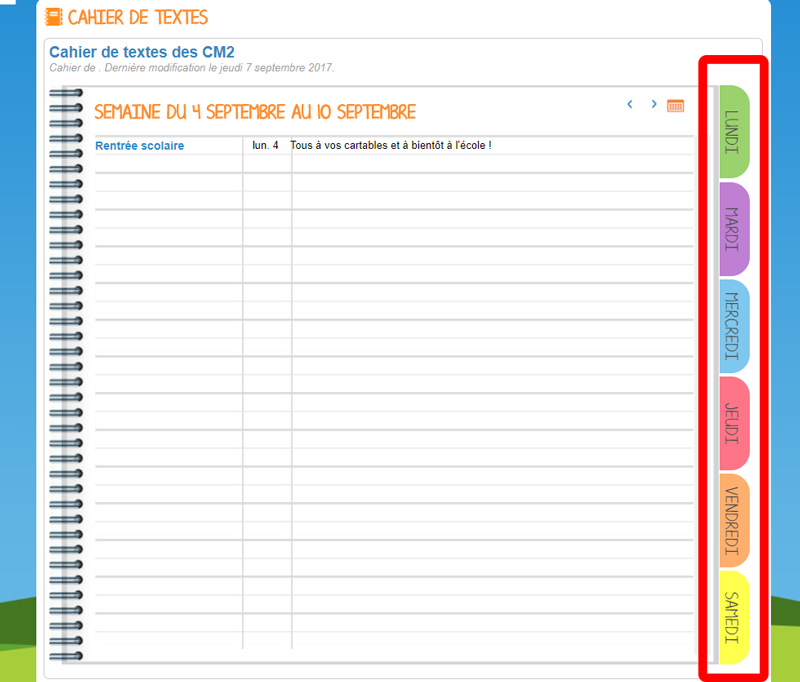 CAHIER DE TEXTES
Cahier de textes des CM2
Cahier de . Dernière modification le jeudi 7 septembre 2017.
SEMAINE DU 4 SEPTEMBRE AU 10 SEPTEMBRE
Rentrée scolaire lun. 4 Tous à vos cartables et à bientôt à l'école !
LUNDI
MARDI
MERCREDI
JEUDI
VENDREDI
SAMEDI